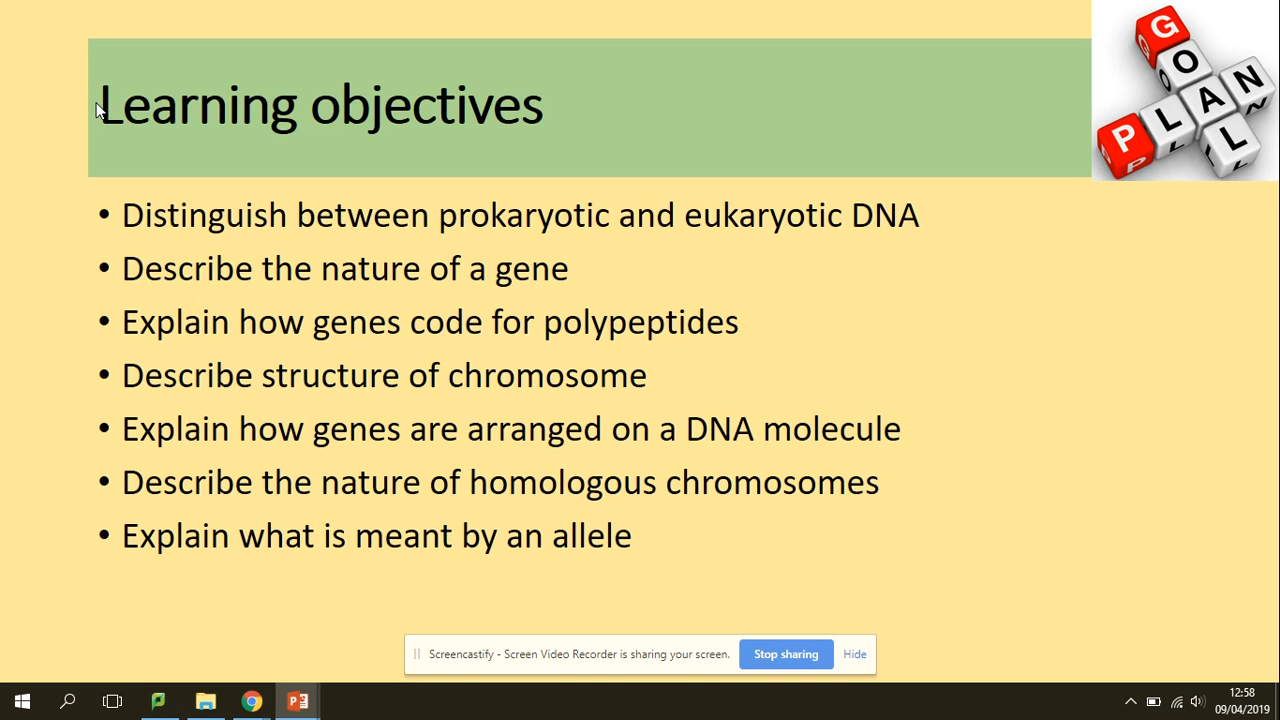 Learning objectives
GOAL
PLAN
• Distinguish between prokaryotic and eukaryotic DNA
• Describe the nature of a gene
• Explain how genes code for polypeptides
• Describe structure of chromosome
• Explain how genes are arranged on a DNA molecule
• Describe the nature of homologous chromosomes
• Explain what is meant by an allele
Screencastify - Screen Video Recorder is sharing your screen. Stop sharing Hide
12:58
09/04/2019